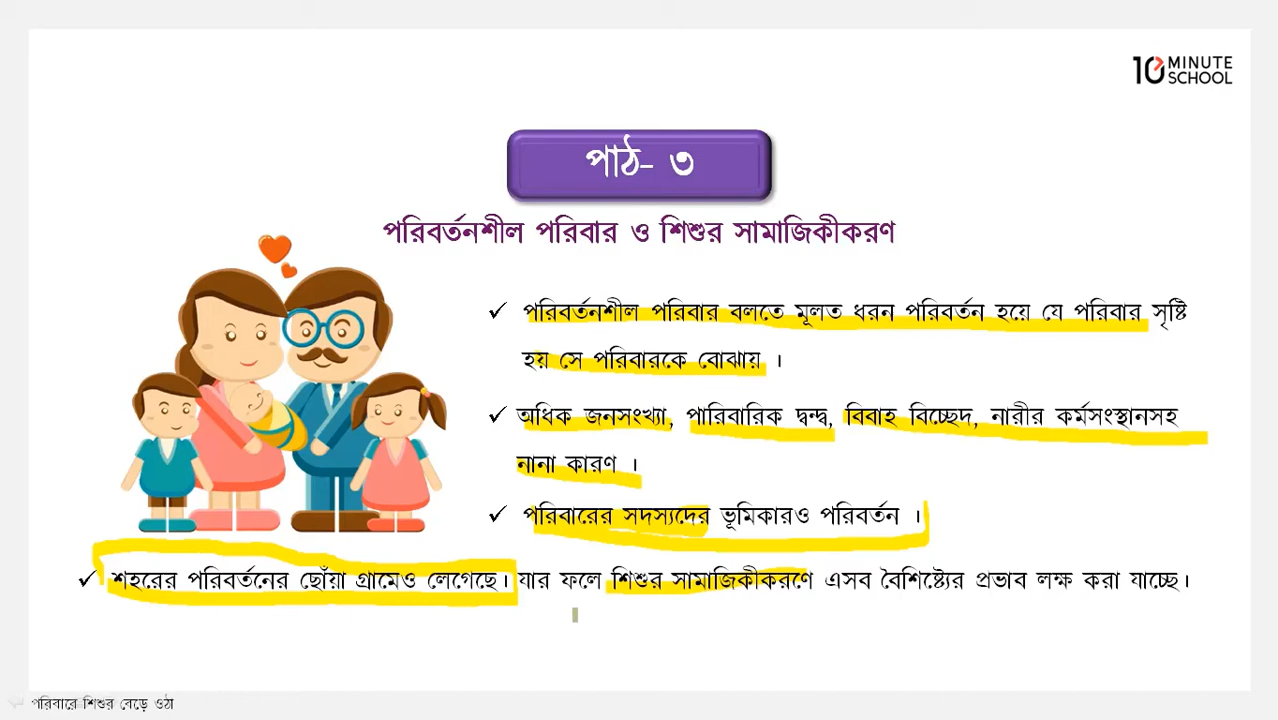 10 MINUTE
SCHOOL
পাঠ- ৩
পরিবর্তনশীল পরিবার ও শিশুর সামাজিকীকরণ
✓ পরিবর্তনশীল পরিবার বলতে মূলত ধরন পরিবর্তন হয়ে যে পরিবার সৃষ্টি
হয় সে পরিবারকে বোঝায় ।
✓ অধিক জনসংখ্যা, পারিবারিক দ্বন্দ্ব, বিবাহ বিচ্ছেদ, নারীর কর্মসংস্থানসহ
নানা কারণ ।
✓ পরিবারের সদস্যদের ভূমিকারও পরিবর্তন ।
✓ শহরের পরিবর্তনের ছোঁয়া গ্রামেও লেগেছে। যার ফলে শিশুর সামাজিকীকরণে এসব বৈশিষ্ট্যের প্রভাব লক্ষ করা যাচ্ছে।
পরিবারে শিশুর বেড়ে ওঠা